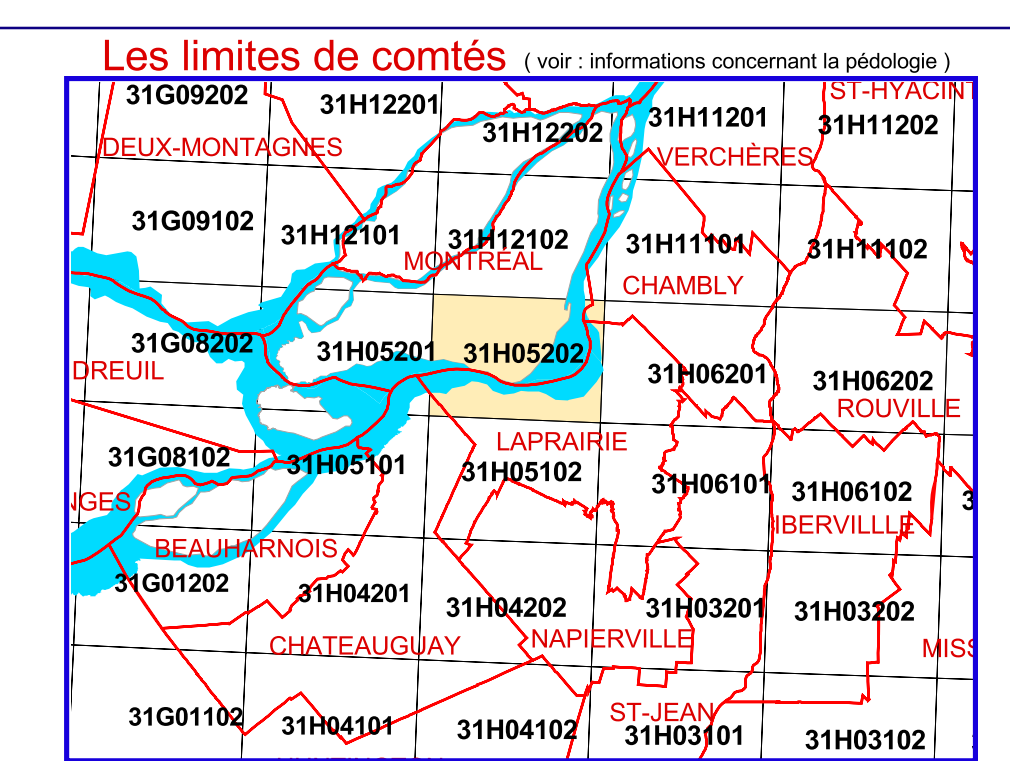 Les limites de comtés ( voir : informations concernant la pédologie )
31G09202
31H12201
31H12202
31H11201
ST-HYACINT
31H11202
DEUX-MONTAGNES
VERCHÈRES
31G09102
31H12101
31H12102
31H11101
31H11102
MONTRÉAL
CHAMBLY
31G08202
31H05201
31H05202
31H06201
31H06202
DREUIL
ROUVILLE
31G08102
31H05101
LAPRAIRIE
31H05102
31H06101
31H06102
3
NGES
IBERVILLLE
BEAUHARNOIS
31G01202
31H04201
31H04202
31H03201
31H03202
CHATEAUGUAY
NAPIERVILLE
MISS
31G01102
31H04101
31H04102
ST-JEAN
31H03101
31H03102